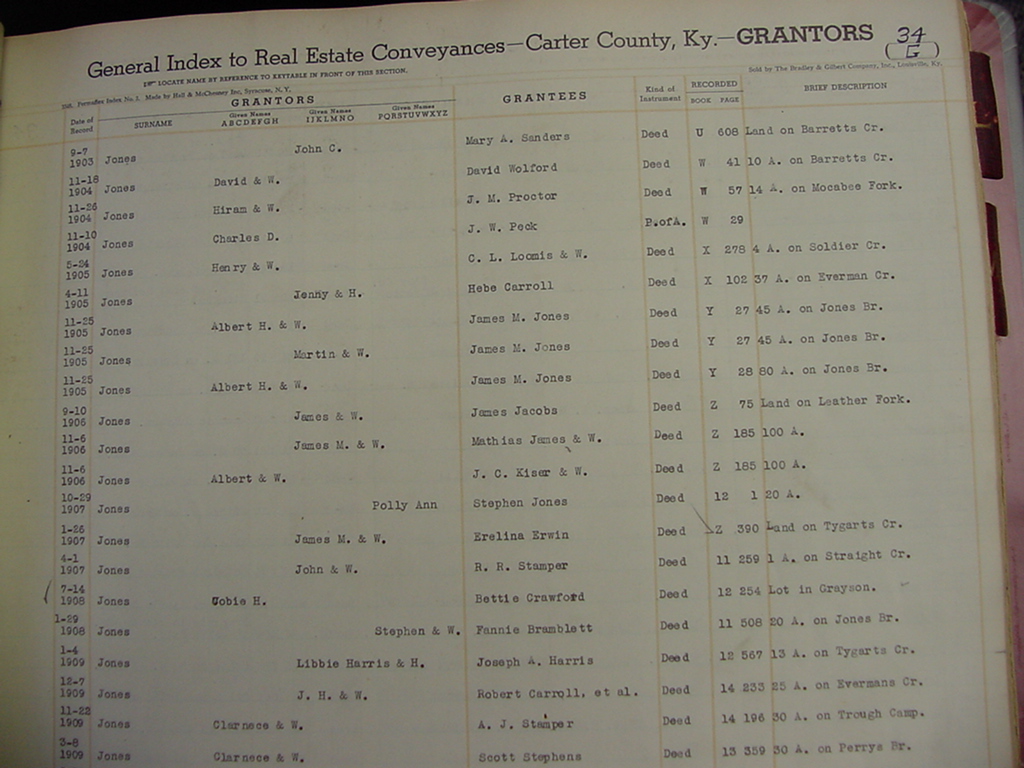 General Index to Real Estate Conveyances—Carter County, Ky.—GRANTORS 34
( G )
LOCATE NAME BY REFERENCE TO KEYTABLE IN FRONT OF THIS SECTION.
Sold by The Bradley & Gilbert Company, Inc., Louisville, Ky.
Permaflex Index No. 1. Made by Hall & McChesney Inc, Syracuse, N. Y.
GRANTORS GRANTEES Kind of Instrument RECORDED BRIEF DESCRIPTION
Date of Record SURNAME Given Names ABCDEFGH Given Names IJKLMNO Given Names PQRSTUVWXYZ BOOK PAGE
9-7 1903 Jones John C. Mary A. Sanders Deed U 608 Land on Barretts Cr.
11-18 1904 Jones David & W. David Wolford Deed W 41 10 A. on Barretts Cr.
11-26 1904 Jones Hiram & W. J. M. Proctor Deed W 57 14 A. on Mocabee Fork.
11-10 1904 Jones Charles D. J. W. Peck P.ofA. W 29
5-24 1905 Jones Henry & W. C. L. Loomis & W. Deed X 278 4 A. on Soldier Cr.
4-11 1905 Jones Jenny & H. Hebe Carroll Deed X 102 37 A. on Everman Cr.
11-25 1905 Jones Albert H. & W. James M. Jones Deed Y 27 45 A. on Jones Br.
11-25 1905 Jones Martin & W. James M. Jones Deed Y 27 45 A. on Jones Br.
11-25 1905 Jones Albert H. & W. James M. Jones Deed Y 28 80 A. on Jones Br.
9-10 1906 Jones James & W. James Jacobs Deed Z 75 Land on Leather Fork.
11-6 1906 Jones James M. & W. Mathias James & W. Deed Z 185 100 A.
11-6 1906 Jones Albert & W. J. C. Kiser & W. Deed Z 185 100 A.
10-29 1907 Jones Polly Ann Stephen Jones Deed 12 1 20 A.
1-26 1907 Jones James M. & W. Erelina Erwin Deed Z 390 Land on Tygarts Cr.
4-1 1907 Jones John & W. R. R. Stamper Deed 11 259 1 A. on Straight Cr.
7-14 1908 Jones Cobie H. Bettie Crawford Deed 12 254 Lot in Grayson.
1-29 1908 Jones Stephen & W. Fannie Bramblett Deed 11 508 20 A. on Jones Br.
1-4 1909 Jones Libbie Harris & H. Joseph A. Harris Deed 12 567 13 A. on Tygarts Cr.
12-7 1909 Jones J. H. & W. Robert Carroll, et al. Deed 14 233 25 A. on Evermans Cr.
11-22 1909 Jones Clarnece & W. A. J. Stamper Deed 14 196 30 A. on Trough Camp.
3-8 1909 Jones Clarnece & W. Scott Stephens Deed 13 359 30 A. on Perrys Br.